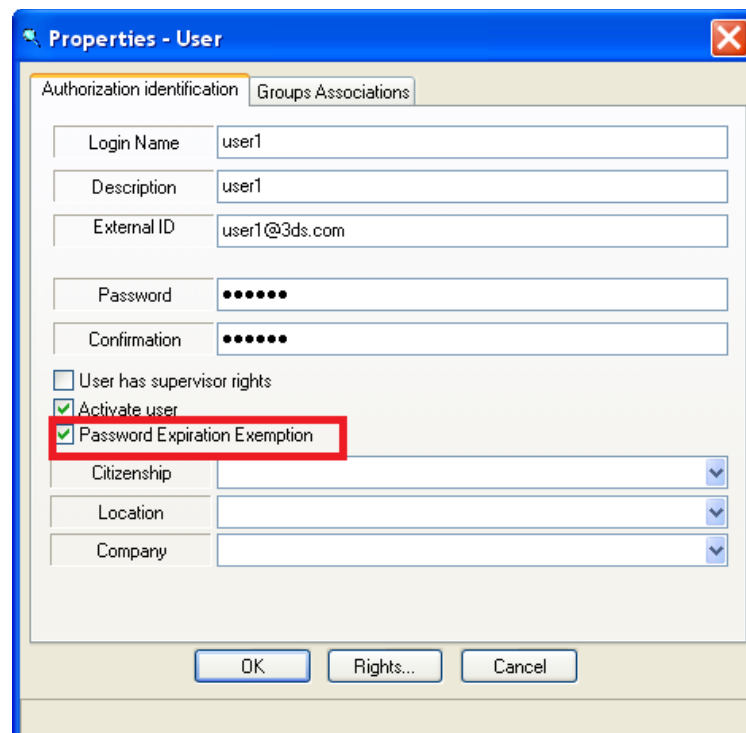 Properties - User
Authorization identification Groups Associations
Login Name user1
Description user1
External ID user1@3ds.com
Password ●●●●●●
Confirmation ●●●●●●
User has supervisor rights
Activate user
Password Expiration Exemption
Citizenship
Location
Company
OK Rights... Cancel